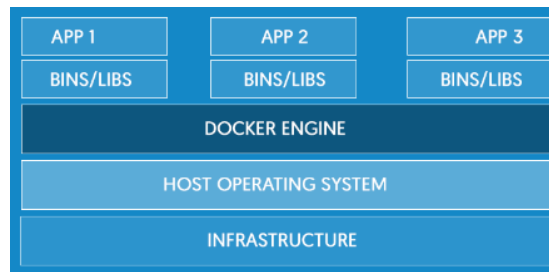 APP 1 APP 2 APP 3
BINS/LIBS BINS/LIBS BINS/LIBS
DOCKER ENGINE
HOST OPERATING SYSTEM
INFRASTRUCTURE